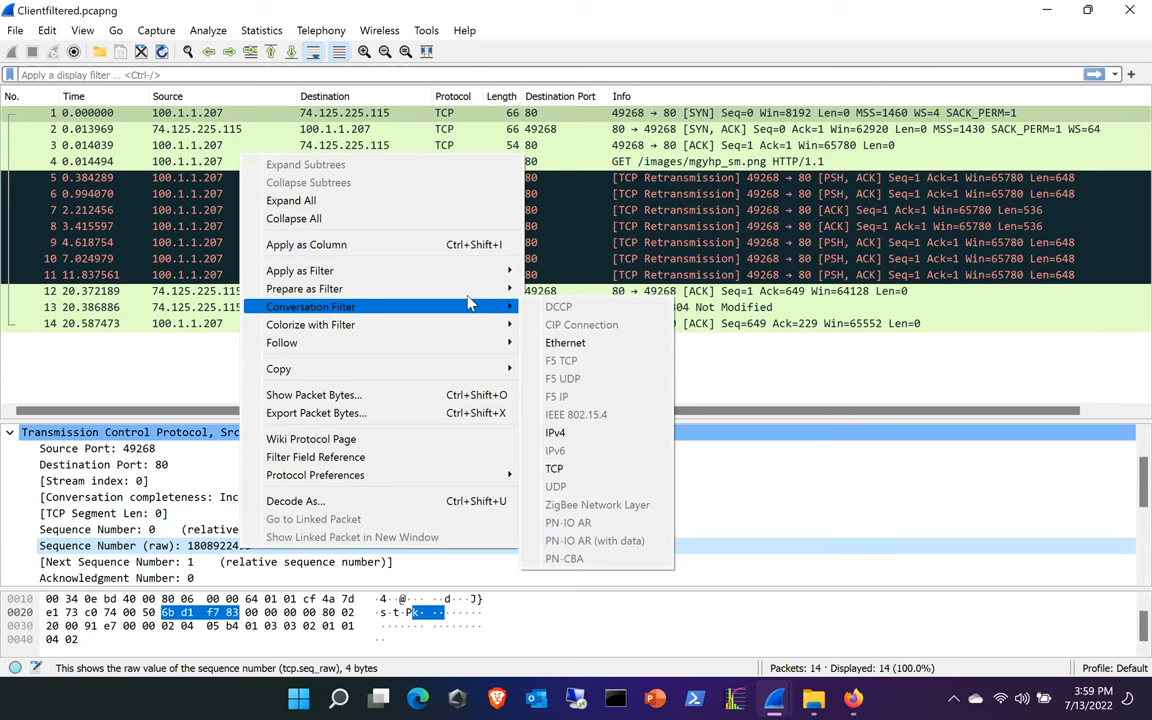 Clientfiltered.pcapng
File Edit View Go Capture Analyze Statistics Telephony Wireless Tools Help
Apply a display filter ... <Ctrl-/>
No. Time Source Destination Protocol Length Destination Port Info
1 0.000000 100.1.1.207 74.125.225.115 TCP 66 80 49268 → 80 [SYN] Seq=0 Win=8192 Len=0 MSS=1460 WS=4 SACK_PERM=1
2 0.013969 74.125.225.115 100.1.1.207 TCP 66 49268 80 → 49268 [SYN, ACK] Seq=0 Ack=1 Win=62920 Len=0 MSS=1430 SACK_PERM=1 WS=64
3 0.014039 100.1.1.207 74.125.225.115 TCP 54 80 49268 → 80 [ACK] Seq=1 Ack=1 Win=65780 Len=0
4 0.014494 100.1.1.207 80 GET /images/mgyhp_sm.png HTTP/1.1
5 0.384289 100.1.1.207 80 [TCP Retransmission] 49268 → 80 [PSH, ACK] Seq=1 Ack=1 Win=65780 Len=648
6 0.994070 100.1.1.207 80 [TCP Retransmission] 49268 → 80 [PSH, ACK] Seq=1 Ack=1 Win=65780 Len=648
7 2.212456 100.1.1.207 80 [TCP Retransmission] 49268 → 80 [ACK] Seq=1 Ack=1 Win=65780 Len=536
8 3.415597 100.1.1.207 80 [TCP Retransmission] 49268 → 80 [ACK] Seq=1 Ack=1 Win=65780 Len=536
9 4.618754 100.1.1.207 80 [TCP Retransmission] 49268 → 80 [PSH, ACK] Seq=1 Ack=1 Win=65780 Len=648
10 7.024979 100.1.1.207 80 [TCP Retransmission] 49268 → 80 [PSH, ACK] Seq=1 Ack=1 Win=65780 Len=648
11 11.837561 100.1.1.207 80 [TCP Retransmission] 49268 → 80 [PSH, ACK] Seq=1 Ack=1 Win=65780 Len=648
12 20.372189 74.125.225.115 49268 80 → 49268 [ACK] Seq=1 Ack=649 Win=64128 Len=0
13 20.386886 74.125.225.115 304 Not Modified
14 20.587473 100.1.1.207 [ACK] Seq=649 Ack=229 Win=65552 Len=0
Expand Subtrees
Collapse Subtrees
Expand All
Collapse All
Apply as Column Ctrl+Shift+I
Apply as Filter
Prepare as Filter
Conversation Filter
Colorize with Filter
Follow
Copy
Show Packet Bytes... Ctrl+Shift+O
Export Packet Bytes... Ctrl+Shift+X
Wiki Protocol Page
Filter Field Reference
Protocol Preferences
Decode As... Ctrl+Shift+U
Go to Linked Packet
Show Linked Packet in New Window
DCCP
CIP Connection
Ethernet
F5 TCP
F5 UDP
F5 IP
IEEE 802.15.4
IPv4
IPv6
TCP
UDP
ZigBee Network Layer
PN-IO AR
PN-IO AR (with data)
PN-CBA
Transmission Control Protocol, Src
Source Port: 49268
Destination Port: 80
[Stream index: 0]
[Conversation completeness: Inc
[TCP Segment Len: 0]
Sequence Number: 0 (relative
Sequence Number (raw): 18089224
[Next Sequence Number: 1 (relative sequence number)]
Acknowledgment Number: 0
0010 00 34 0e bd 40 00 80 06 00 00 64 01 01 cf 4a 7d ·4··@··· ··d···J}
0020 e1 73 c0 74 00 50 6b d1 f7 83 00 00 00 00 80 02 ·s·t·Pk· ········
0030 20 00 91 e7 00 00 02 04 05 b4 01 03 03 02 01 01 ········ ········
0040 04 02 ··
This shows the raw value of the sequence number (tcp.seq_raw), 4 bytes Packets: 14 · Displayed: 14 (100.0%) Profile: Default
3:59 PM
7/13/2022